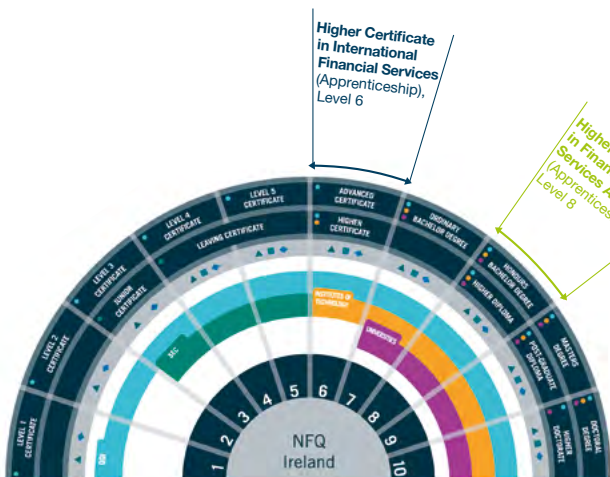 Higher Certificate
in International
Financial Services
(Apprenticeship),
Level 6
Higher
in Finan
Services A
(Apprentices
Level 8
LEVEL 1
CERTIFICATE
LEVEL 2
CERTIFICATE
LEVEL 3
CERTIFICATE
LEVEL 4
CERTIFICATE
LEVEL 5
CERTIFICATE
ADVANCED
CERTIFICATE
ORDINARY
BACHELOR DEGREE
HONOURS
BACHELOR DEGREE
MASTERS
DEGREE
DOCTORAL
DEGREE
JUNIOR
CERTIFICATE
LEAVING CERTIFICATE
HIGHER
CERTIFICATE
HIGHER DIPLOMA
POST-GRADUATE
DIPLOMA
HIGHER
DOCTORATE
QQI
SEC
INSTITUTES OF
TECHNOLOGY
UNIVERSITIES
1
2
3
4
5
6
7
8
9
10
NFQ
Ireland